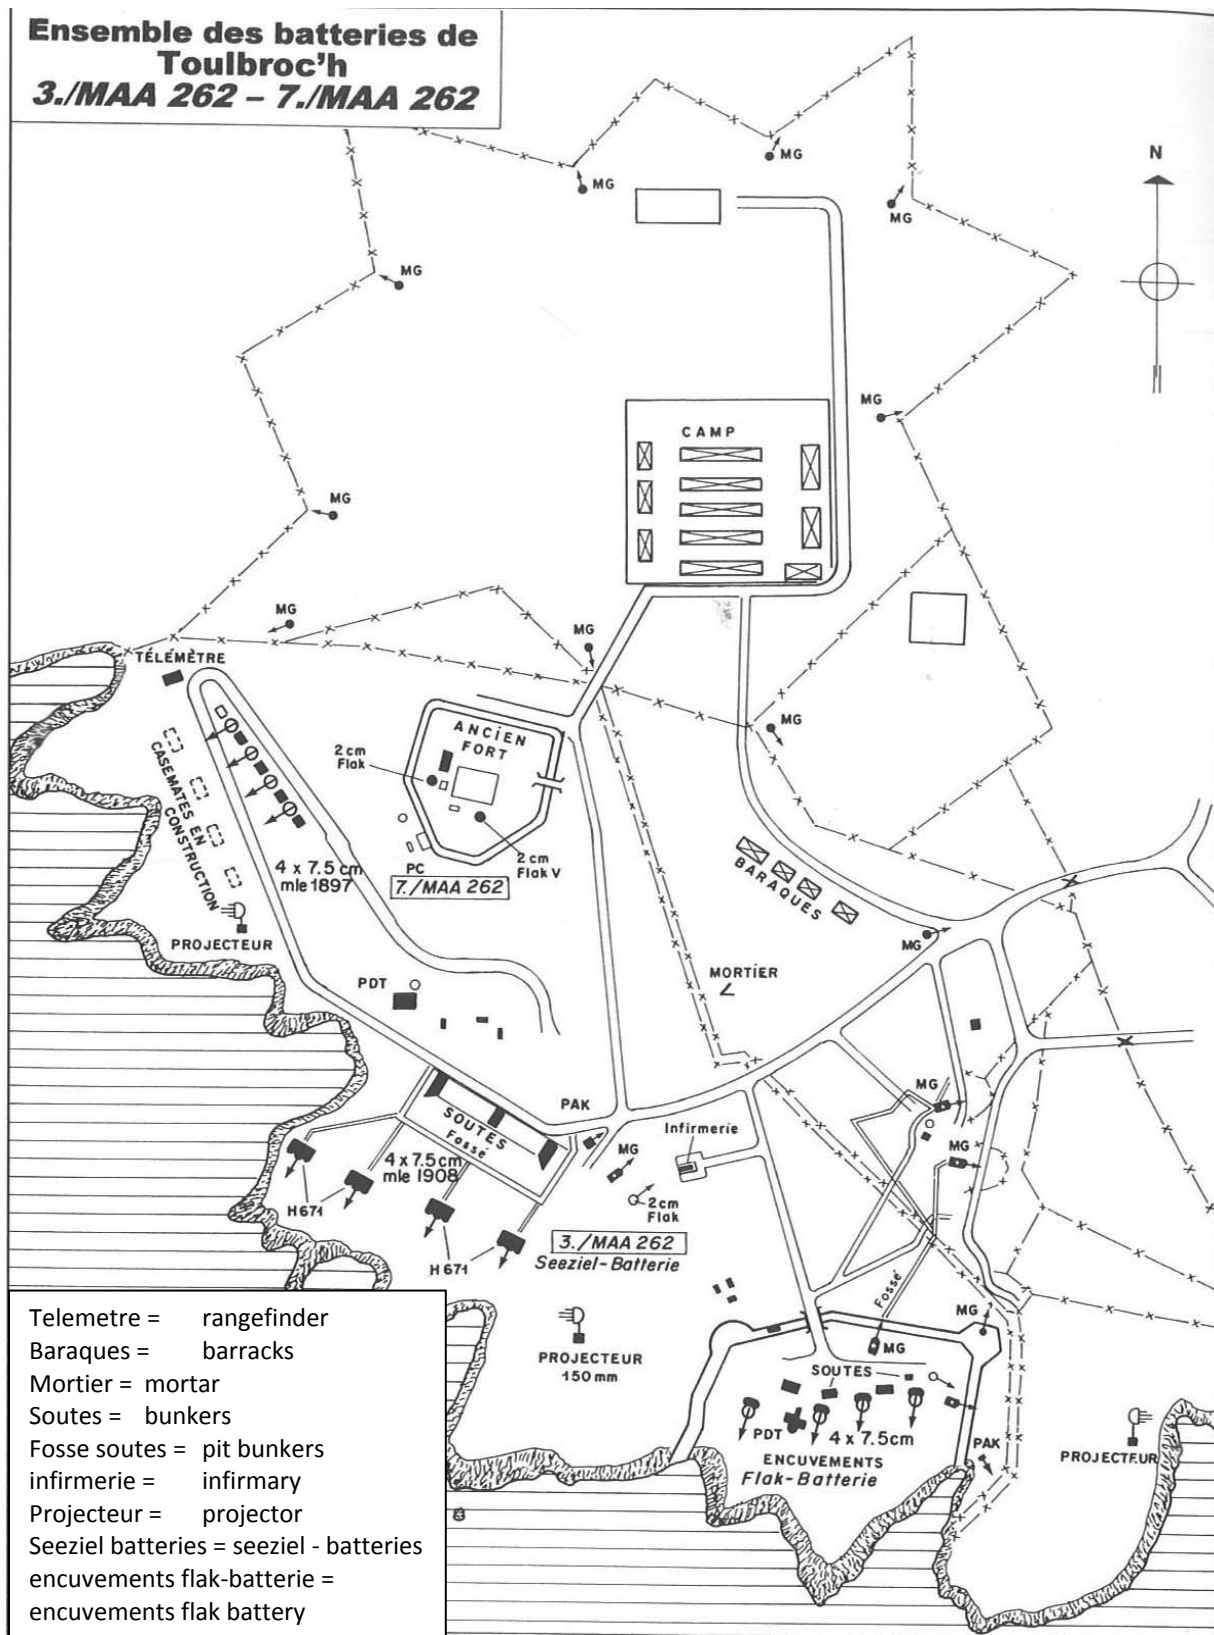 Ensemble des batteries de
Toulbroc'h
3./MAA 262 – 7./MAA 262
MG
MG
N
MG
MG
MG
CAMP
MG
MG
MG
TÉLÉMÈTRE
MG
ANCIEN
FORT
2 cm
Flak
CASEMATES EN
CONSTRUCTION
4 x 7.5 cm
mle 1897
PC
2 cm
Flak V
7./MAA 262
BARAQUES
PROJECTEUR
MG
MORTIER
PDT
PAK
MG
SOUTES
Fossé
Infirmerie
MG
MG
4 x 7.5 cm
mle 1908
H 671
2 cm
Flak
3./MAA 262
Seeziel-Batterie
H 671
Fossé
MG
PROJECTEUR
150 mm
MG
SOUTES
PDT
4 x 7.5cm
PAK
PROJECTEUR
ENCUVEMENTS
Flak-Batterie
Telemetre = rangefinder
Baraques = barracks
Mortier = mortar
Soutes = bunkers
Fosse soutes = pit bunkers
infirmerie = infirmary
Projecteur = projector
Seeziel batteries = seeziel - batteries
encuvements flak-batterie =
encuvements flak battery